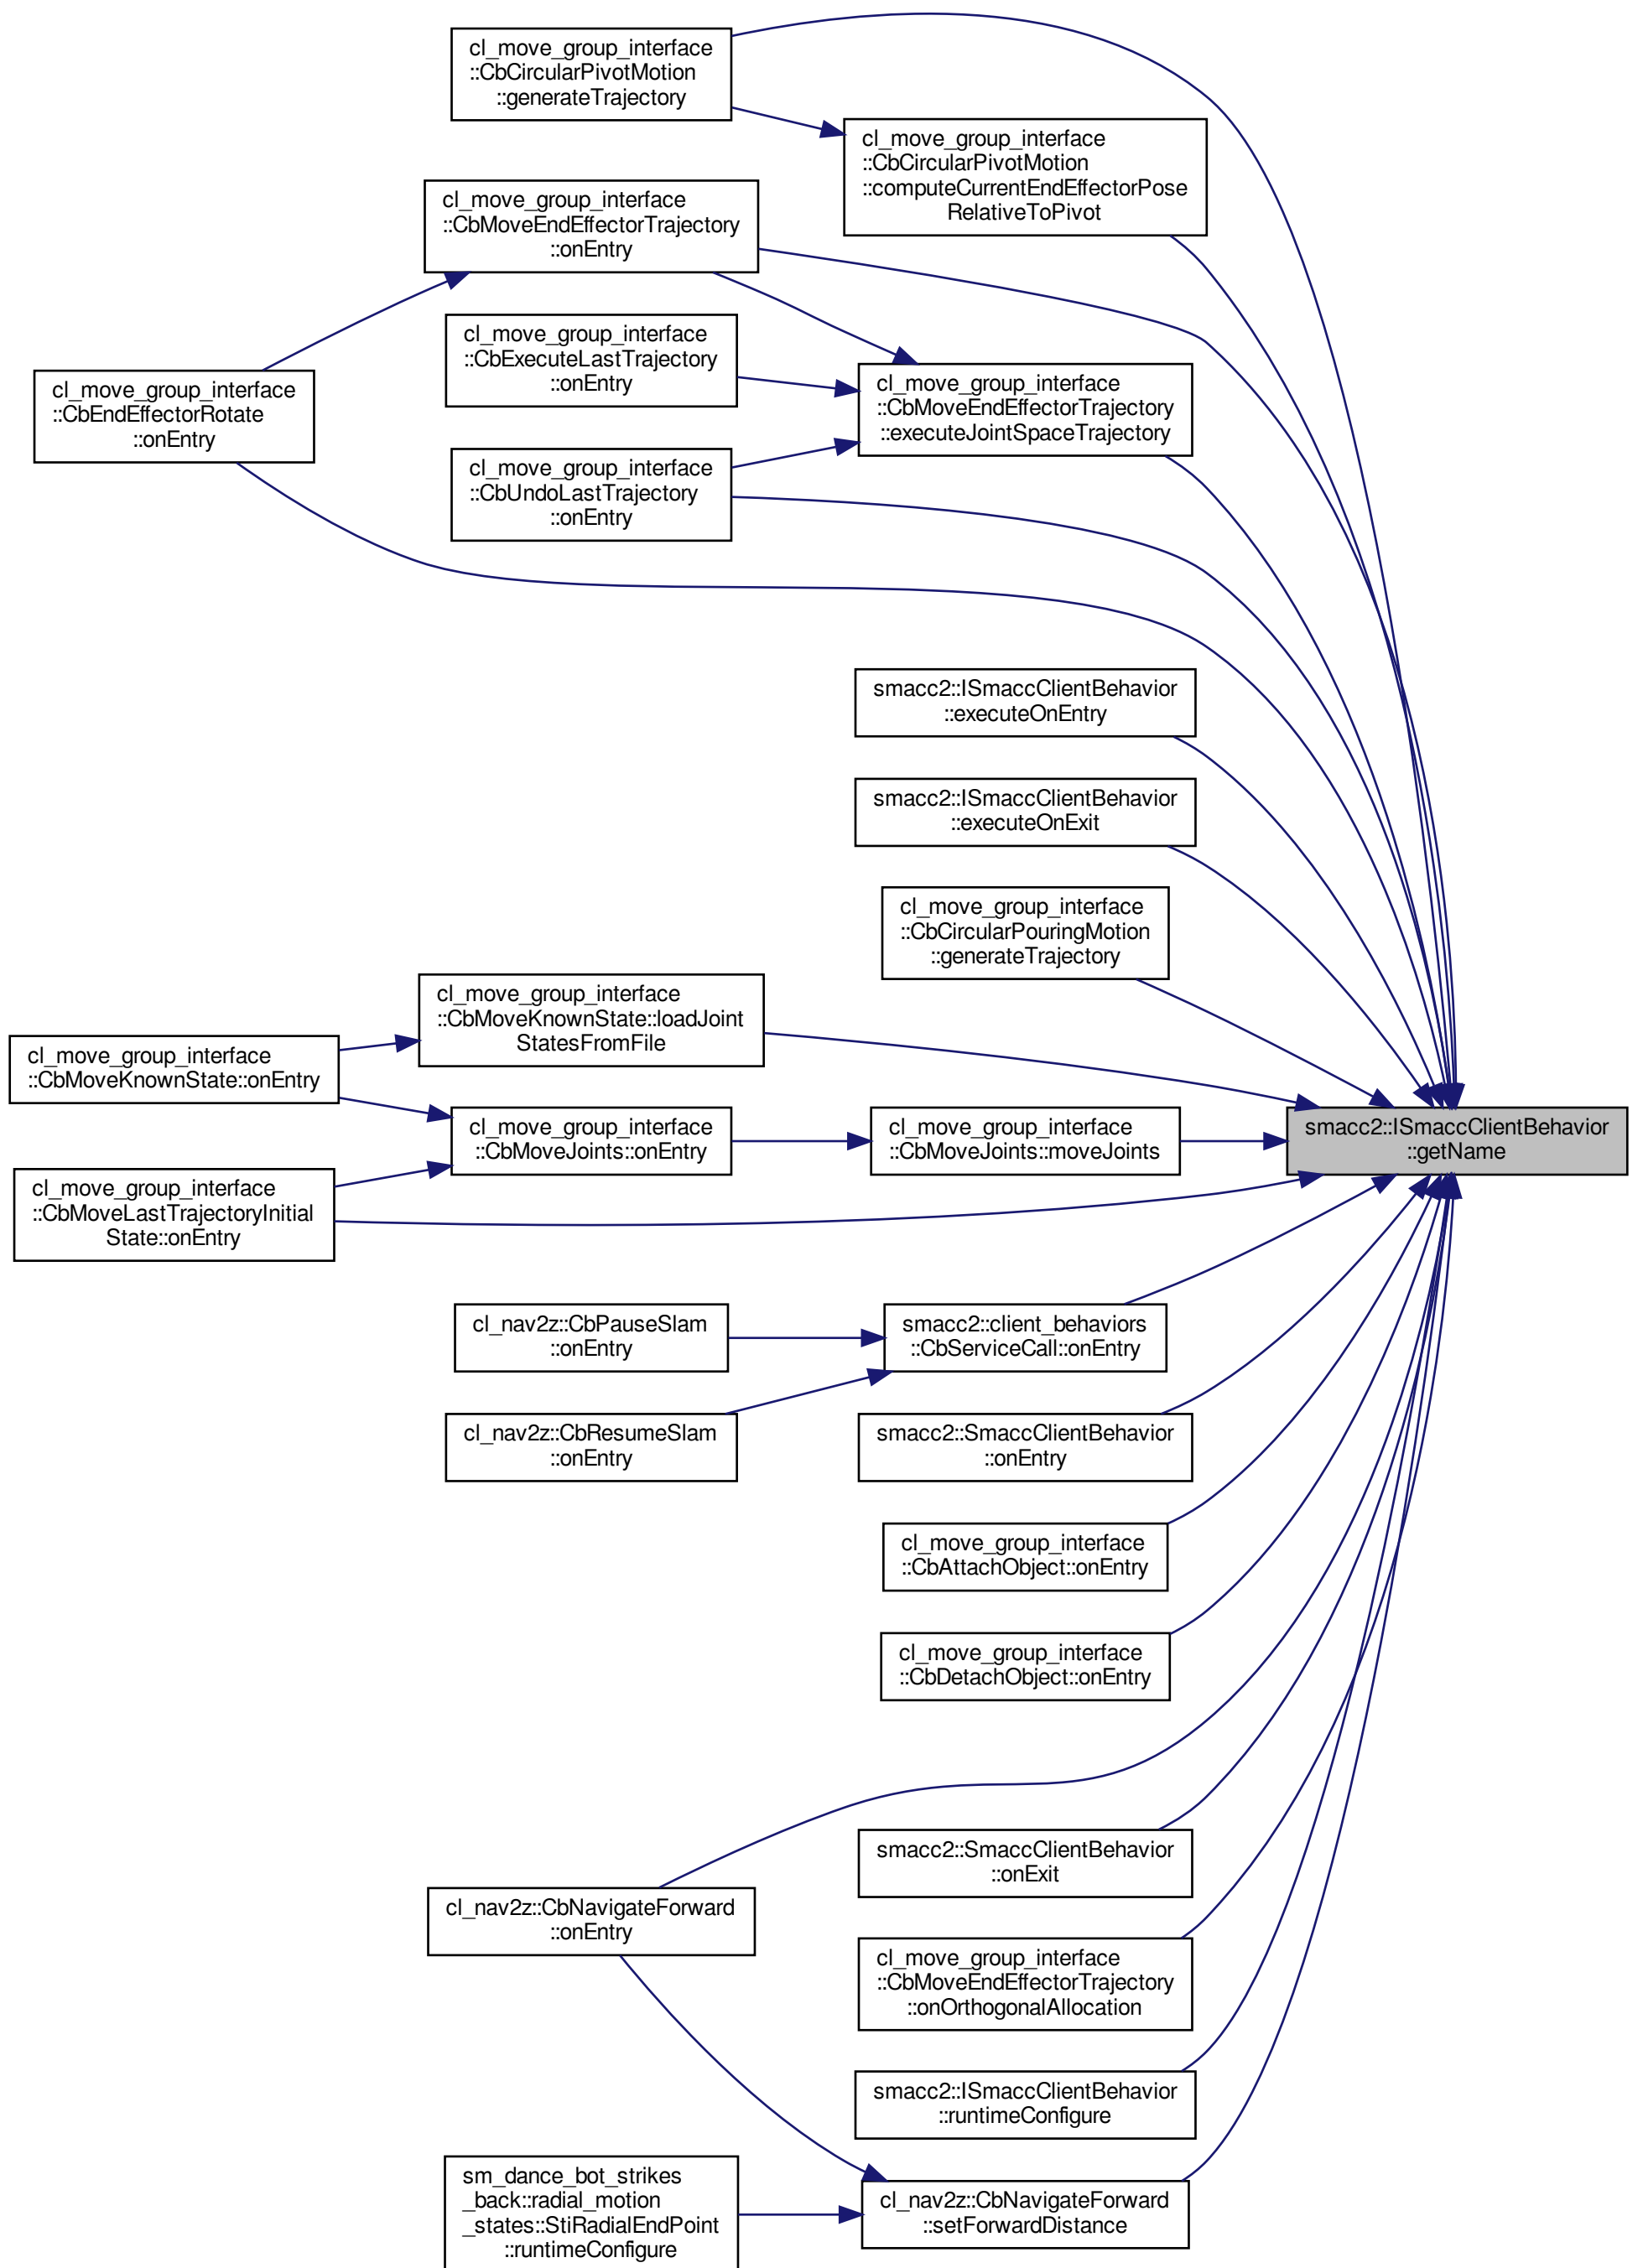 cl_move_group_interface
::CbCircularPivotMotion
::generateTrajectory
cl_move_group_interface
::CbCircularPivotMotion
::computeCurrentEndEffectorPose
RelativeToPivot
cl_move_group_interface
::CbMoveEndEffectorTrajectory
::onEntry
cl_move_group_interface
::CbExecuteLastTrajectory
::onEntry
cl_move_group_interface
::CbEndEffectorRotate
::onEntry
cl_move_group_interface
::CbMoveEndEffectorTrajectory
::executeJointSpaceTrajectory
cl_move_group_interface
::CbUndoLastTrajectory
::onEntry
smacc2::ISmaccClientBehavior
::executeOnEntry
smacc2::ISmaccClientBehavior
::executeOnExit
cl_move_group_interface
::CbCircularPouringMotion
::generateTrajectory
cl_move_group_interface
::CbMoveKnownState::loadJoint
StatesFromFile
cl_move_group_interface
::CbMoveKnownState::onEntry
cl_move_group_interface
::CbMoveJoints::onEntry
cl_move_group_interface
::CbMoveJoints::moveJoints
smacc2::ISmaccClientBehavior
::getName
cl_move_group_interface
::CbMoveLastTrajectoryInitial
State::onEntry
cl_nav2z::CbPauseSlam
::onEntry
smacc2::client_behaviors
::CbServiceCall::onEntry
cl_nav2z::CbResumeSlam
::onEntry
smacc2::SmaccClientBehavior
::onEntry
cl_move_group_interface
::CbAttachObject::onEntry
cl_move_group_interface
::CbDetachObject::onEntry
smacc2::SmaccClientBehavior
::onExit
cl_nav2z::CbNavigateForward
::onEntry
cl_move_group_interface
::CbMoveEndEffectorTrajectory
::onOrthogonalAllocation
smacc2::ISmaccClientBehavior
::runtimeConfigure
sm_dance_bot_strikes
_back::radial_motion
_states::StiRadialEndPoint
::runtimeConfigure
cl_nav2z::CbNavigateForward
::setForwardDistance